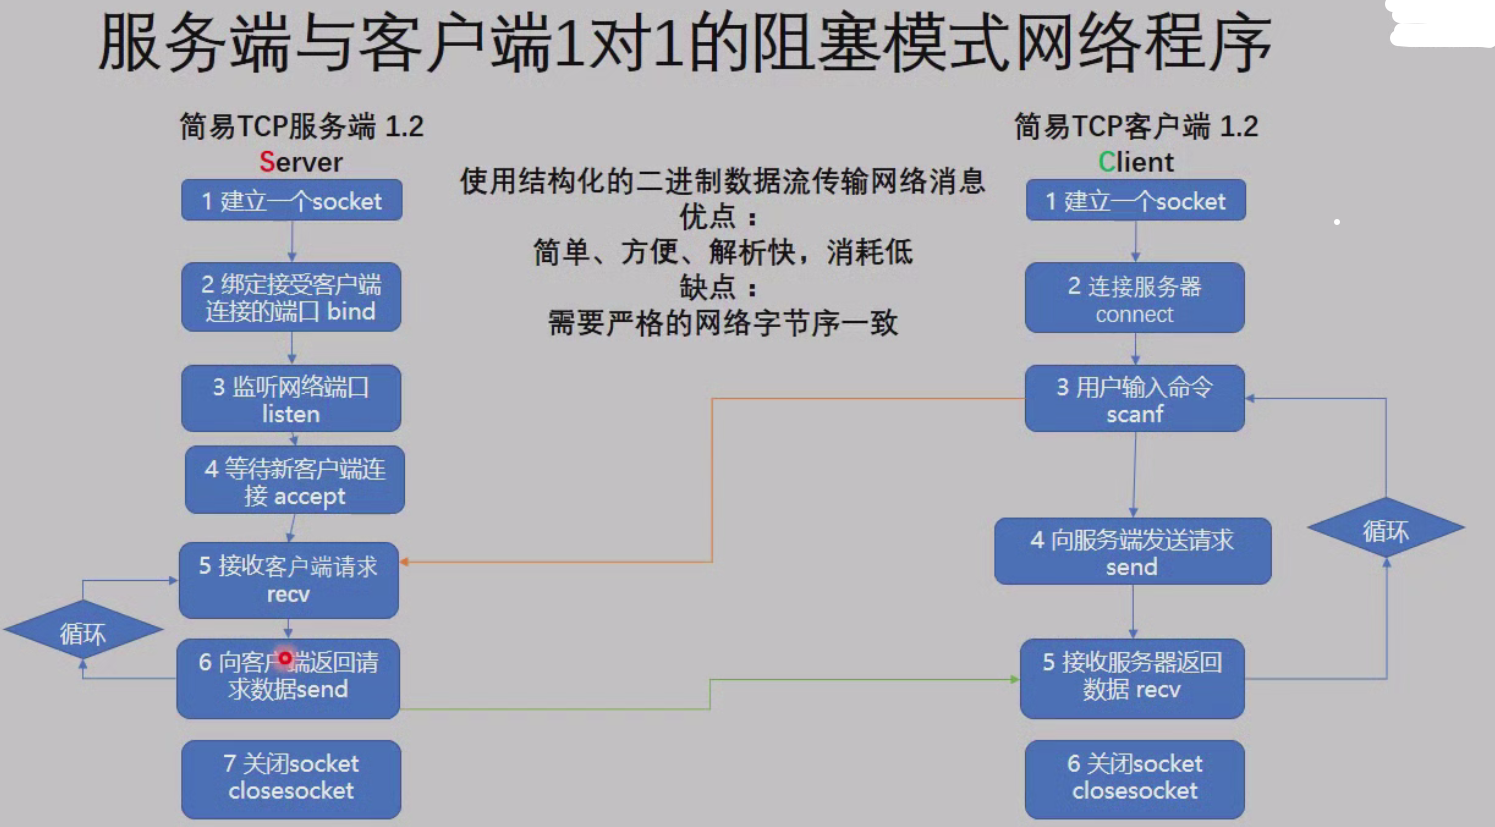 服务端与客户端1对1的阻塞模式网络程序
简易TCP服务端 1.2
Server
1 建立一个socket
2 绑定接受客户端
连接的端口 bind
3 监听网络端口
listen
4 等待新客户端连
接 accept
5 接收客户端请求
recv
循环
6 向客户端返回请
求数据send
7 关闭socket
closesocket
使用结构化的二进制数据流传输网络消息
优点：
简单、方便、解析快，消耗低
缺点：
需要严格的网络字节序一致
简易TCP客户端 1.2
Client
1 建立一个socket
2 连接服务器
connect
3 用户输入命令
scanf
4 向服务端发送请求
send
循环
5 接收服务器返回
数据 recv
6 关闭socket
closesocket